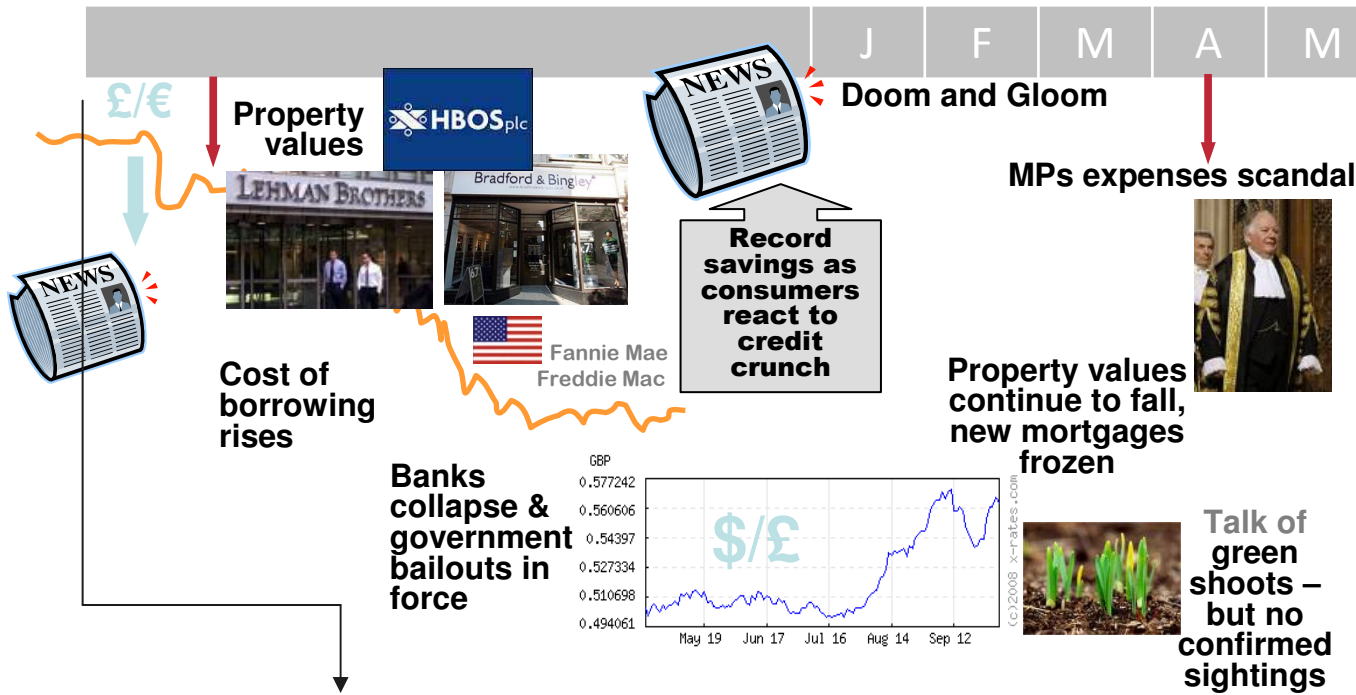 J F M A M
£/€
Property
values
HBOSplc
NEWS
Doom and Gloom
LEHMAN BROTHERS
Bradford & Bingley
67
MPs expenses scandal
NEWS
Record
savings as
consumers
react to
credit
crunch
Fannie Mae
Freddie Mac
Cost of
borrowing
rises
Property values
continue to fall,
new mortgages
frozen
Banks
collapse &
government
bailouts in
force
GBP
0.577242
0.560606
0.54397
0.527334
0.510698
0.494061
$/£
May 19 Jun 17 Jul 16 Aug 14 Sep 12
(c)2008 x-rates.com
Talk of
green
shoots –
but no
confirmed
sightings